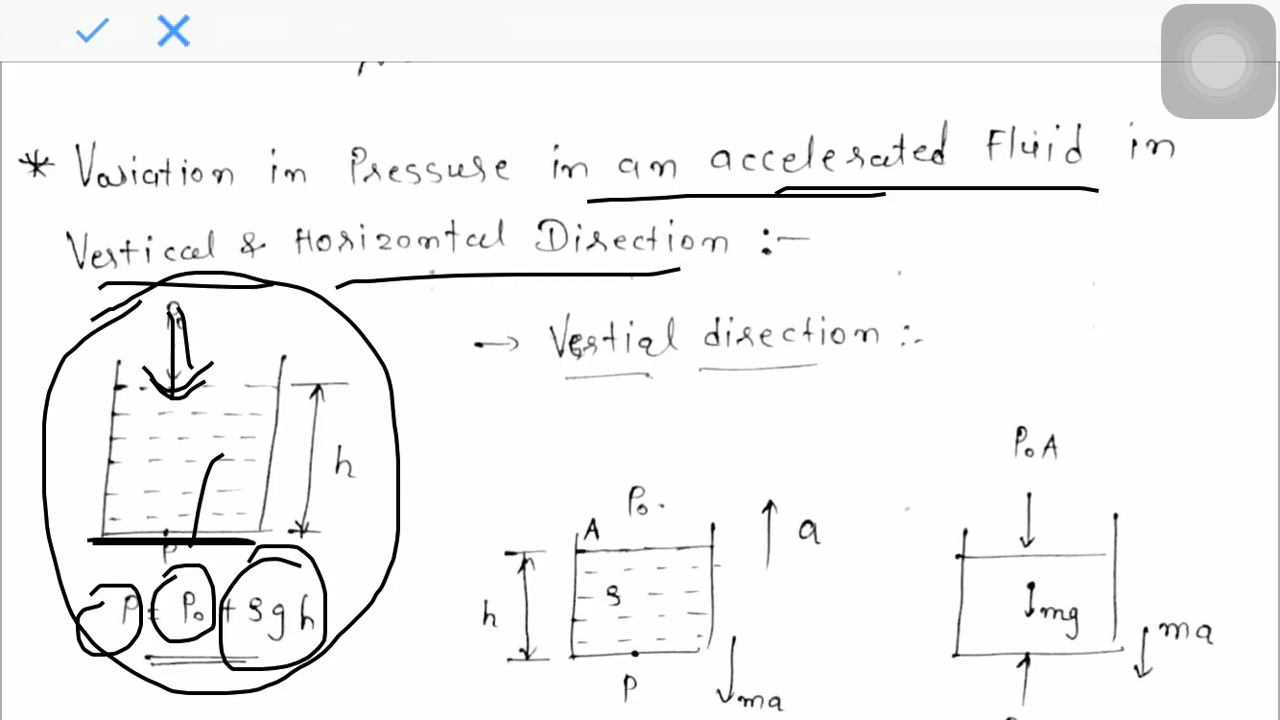 * Variation in Pressure in an accelerated Fluid in
Vertical & Horizontal Direction :-
→ Vertial direction :-
h
P = P₀ + ρgh
P
P₀
A
a
h
ρ
P
ma
P₀A
mg
ma